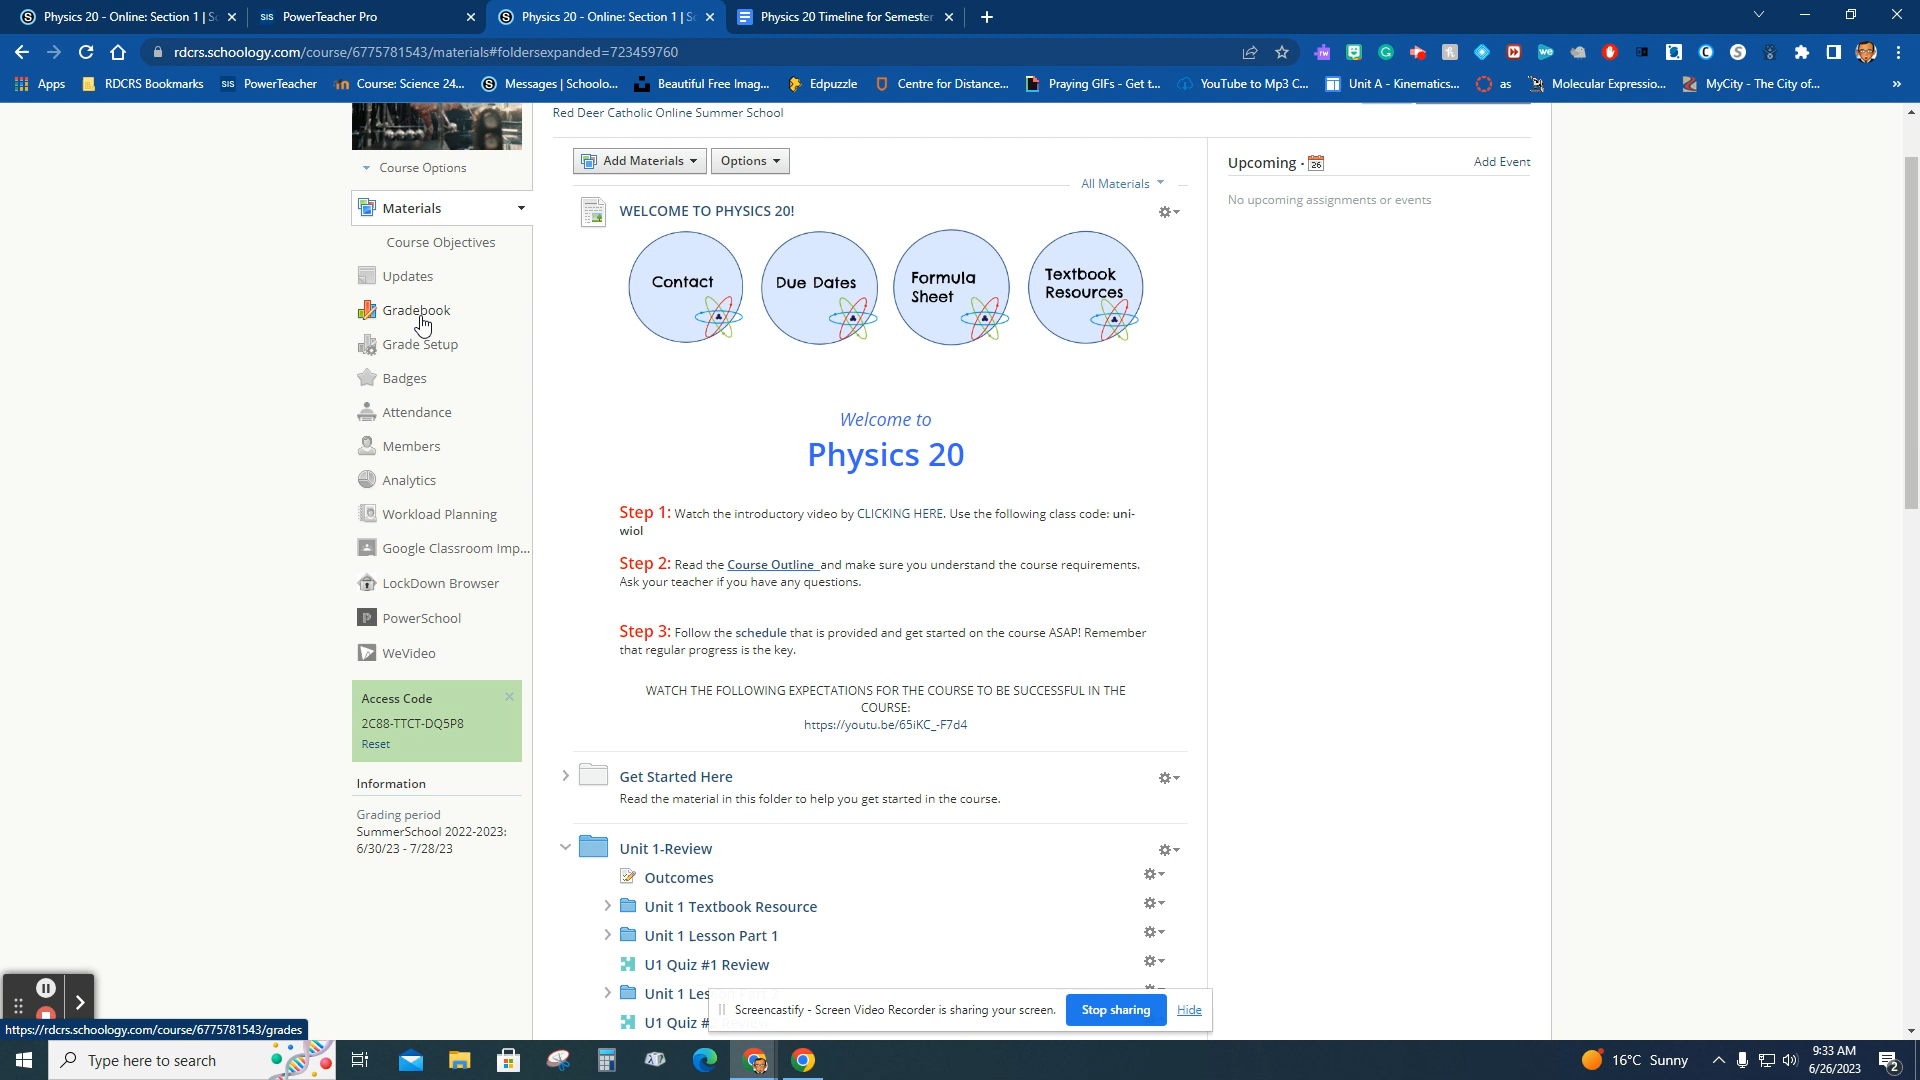 Physics 20 - Online: Section 1 | Sc
PowerTeacher Pro
Physics 20 - Online: Section 1 | Sc
Physics 20 Timeline for Semester
rdcrs.schoology.com/course/6775781543/materials#foldersexpanded=723459760
Apps
RDCRS Bookmarks
SIS PowerTeacher
Course: Science 24...
Messages | Schoolo...
Beautiful Free Imag...
Edpuzzle
Centre for Distance...
Praying GIFs - Get t...
YouTube to Mp3 C...
Unit A - Kinematics...
as
Molecular Expressio...
MyCity - The City of...
Red Deer Catholic Online Summer School
Course Options
Materials
Course Objectives
Updates
Gradebook
Grade Setup
Badges
Attendance
Members
Analytics
Workload Planning
Google Classroom Imp...
LockDown Browser
PowerSchool
WeVideo
Access Code
2C88-TTCT-DQ5P8
Reset
Information
Grading period
SummerSchool 2022-2023:
6/30/23 - 7/28/23
Add Materials
Options
All Materials
WELCOME TO PHYSICS 20!
Contact
Due Dates
Formula
Sheet
Textbook
Resources
Welcome to
Physics 20
Step 1: Watch the introductory video by CLICKING HERE. Use the following class code: uni-
wiol
Step 2: Read the Course Outline and make sure you understand the course requirements.
Ask your teacher if you have any questions.
Step 3: Follow the schedule that is provided and get started on the course ASAP! Remember
that regular progress is the key.
WATCH THE FOLLOWING EXPECTATIONS FOR THE COURSE TO BE SUCCESSFUL IN THE
COURSE:
https://youtu.be/65iKC_-F7d4
Get Started Here
Read the material in this folder to help you get started in the course.
Unit 1-Review
Outcomes
Unit 1 Textbook Resource
Unit 1 Lesson Part 1
U1 Quiz #1 Review
Unit 1 Les
U1 Quiz #
Upcoming · 26
Add Event
No upcoming assignments or events
Screencastify - Screen Video Recorder is sharing your screen.
Stop sharing
Hide
https://rdcrs.schoology.com/course/6775781543/grades
Type here to search
16°C Sunny
9:33 AM
6/26/2023
2